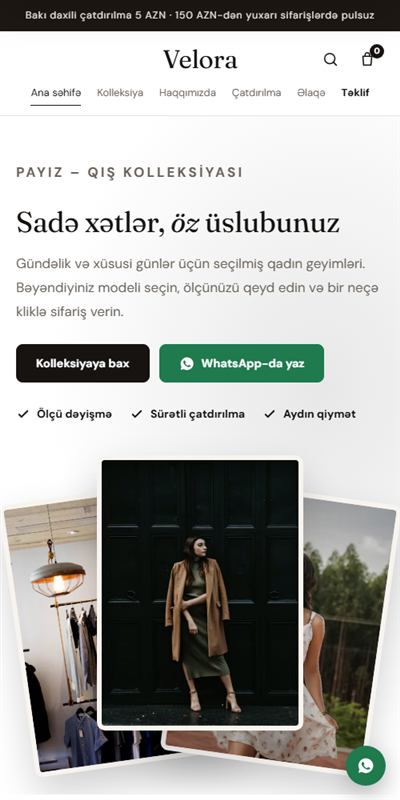 Bakı daxili çatdırılma 5 AZN · 150 AZN-dən yuxarı sifarişlərdə pulsuz
Velora
0
Ana səhifə Kolleksiya Haqqımızda Çatdırılma Əlaqə Təklif
PAYIZ – QIŞ KOLLEKSİYASI
Sadə xətlər, öz üslubunuz
Gündəlik və xüsusi günlər üçün seçilmiş qadın geyimləri.
Bəyəndiyiniz modeli seçin, ölçünüzü qeyd edin və bir neçə
kliklə sifariş verin.
Kolleksiyaya bax WhatsApp-da yaz
Ölçü dəyişmə Sürətli çatdırılma Aydın qiymət